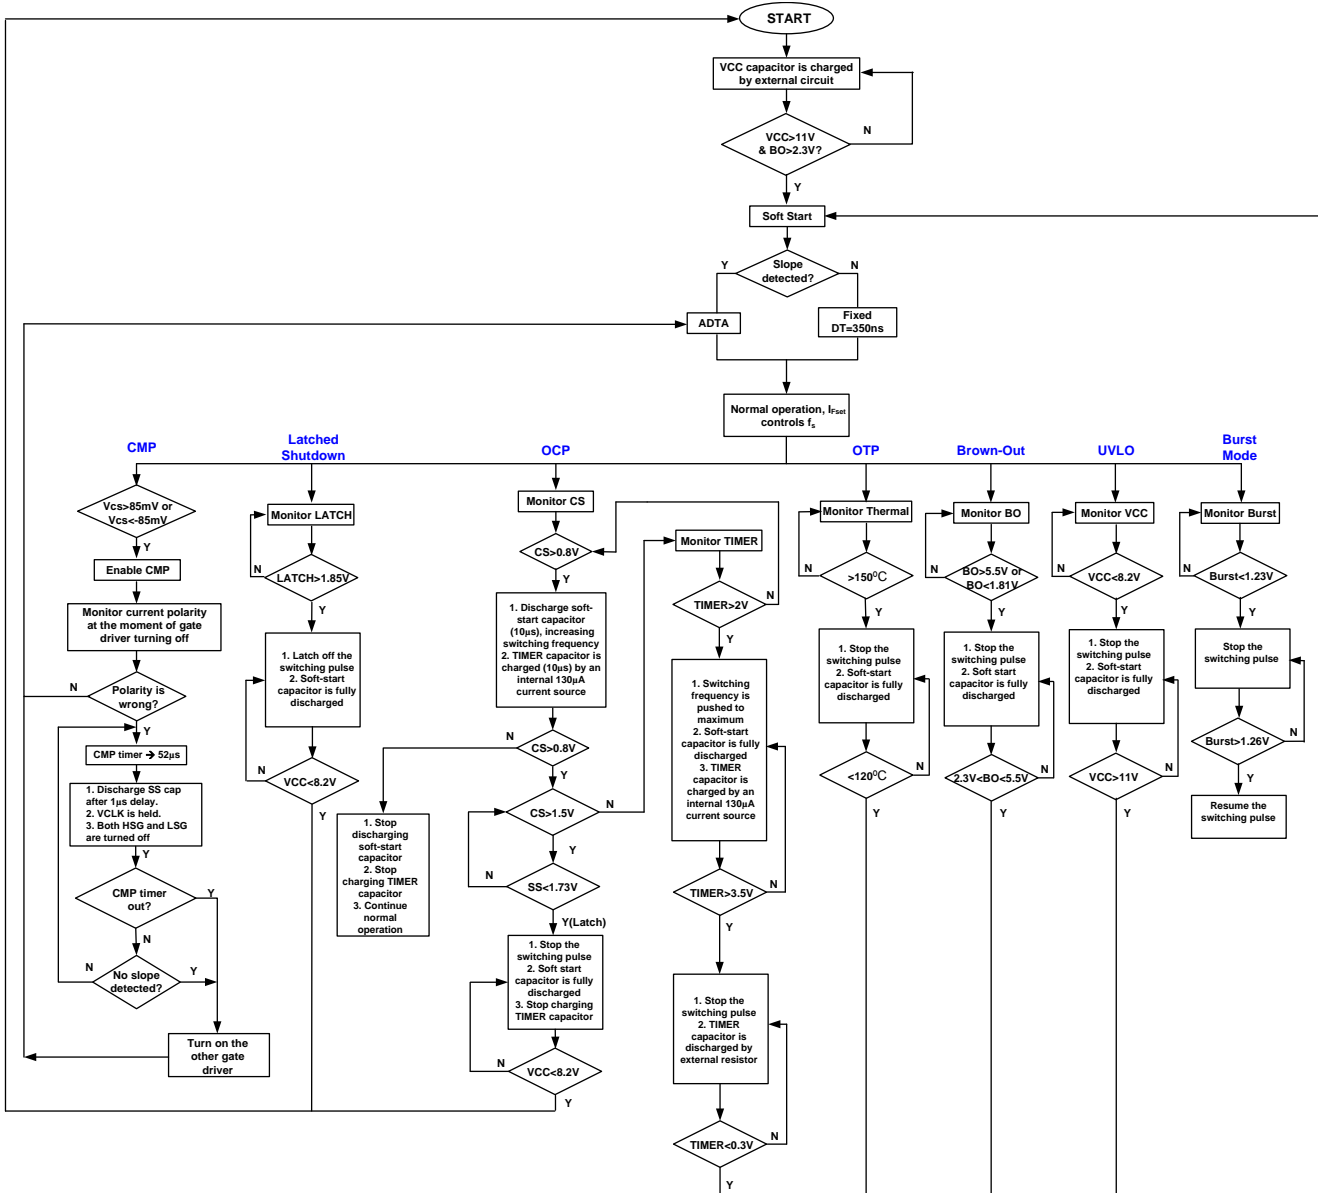 START
VCC capacitor is charged
by external circuit
VCC>11V
& BO>2.3V?
N
Y
Soft Start
Y
Slope
detected?
N
ADTA
Fixed
DT=350ns
Normal operation, IFset
controls fs
CMP
Vcs>85mV or
Vcs<-85mV
Y
Enable CMP
Monitor current polarity
at the moment of gate
driver turning off
N
Polarity is
wrong?
Y
CMP timer → 52µs
1. Discharge SS cap
after 1µs delay.
2. VCLK is held.
3. Both HSG and LSG
are turned off
Y
CMP timer
out?
Y
N
N
No slope
detected?
Y
Turn on the
other gate
driver
Latched
Shutdown
Monitor LATCH
N
LATCH>1.85V
Y
1. Latch off the
switching pulse
2. Soft-start
capacitor is fully
discharged
N
VCC<8.2V
Y
OCP
Monitor CS
CS>0.8V
Y
1. Discharge soft-
start capacitor
(10µs), increasing
switching frequency
2. TIMER capacitor is
charged (10µs) by an
internal 130µA
current source
N
CS>0.8V
Y
1. Stop
discharging
soft-start
capacitor
2. Stop
charging TIMER
capacitor
3. Continue
normal
operation
CS>1.5V
N
Y
N
SS<1.73V
Y(Latch)
1. Stop the
switching pulse
2. Soft start
capacitor is fully
discharged
3. Stop charging
TIMER capacitor
N
VCC<8.2V
Y
Monitor TIMER
TIMER>2V
N
Y
1. Switching
frequency is
pushed to
maximum
2. Soft-start
capacitor is fully
discharged
3. TIMER
capacitor is
charged by an
internal 130µA
current source
TIMER>3.5V
N
Y
1. Stop the
switching pulse
2. TIMER
capacitor is
discharged by
external resistor
TIMER<0.3V
N
Y
OTP
Monitor Thermal
N
>150⁰C
Y
1. Stop the
switching pulse
2. Soft-start
capacitor is fully
discharged
<120⁰C
N
Y
Brown-Out
Monitor BO
N
BO>5.5V or
BO<1.81V
Y
1. Stop the
switching pulse
2. Soft start
capacitor is fully
discharged
2.3V<BO<5.5V
N
Y
UVLO
Monitor VCC
N
VCC<8.2V
Y
1. Stop the
switching pulse
2. Soft-start
capacitor is fully
discharged
VCC>11V
N
Y
Burst
Mode
Monitor Burst
N
Burst<1.23V
Y
Stop the
switching pulse
Burst>1.26V
N
Y
Resume the
switching pulse